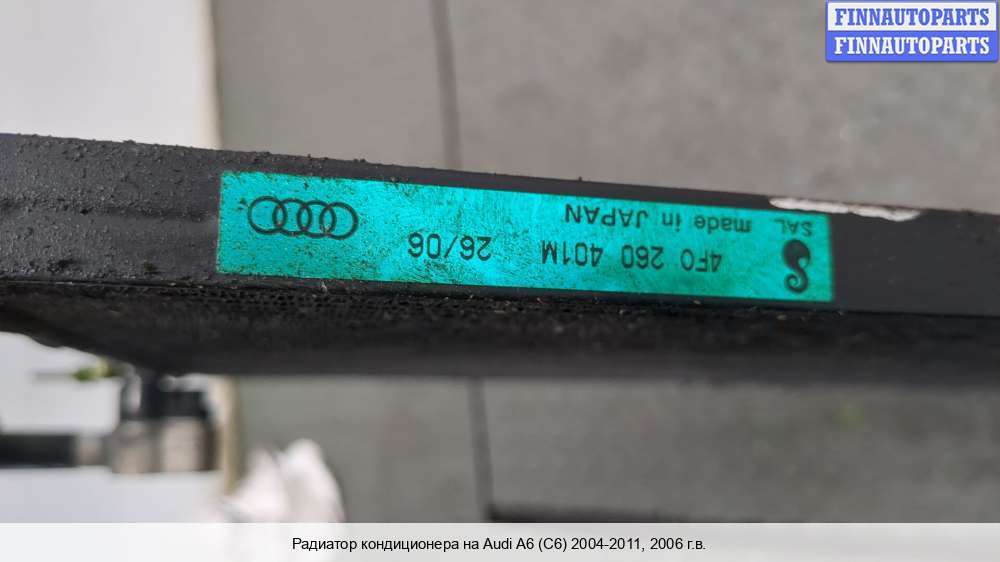 FINNAUTOPARTS
FINNAUTOPARTS
4F0 260 401M 26/06
SAL made in JAPAN
Радиатор кондиционера на Audi A6 (C6) 2004-2011, 2006 г.в.